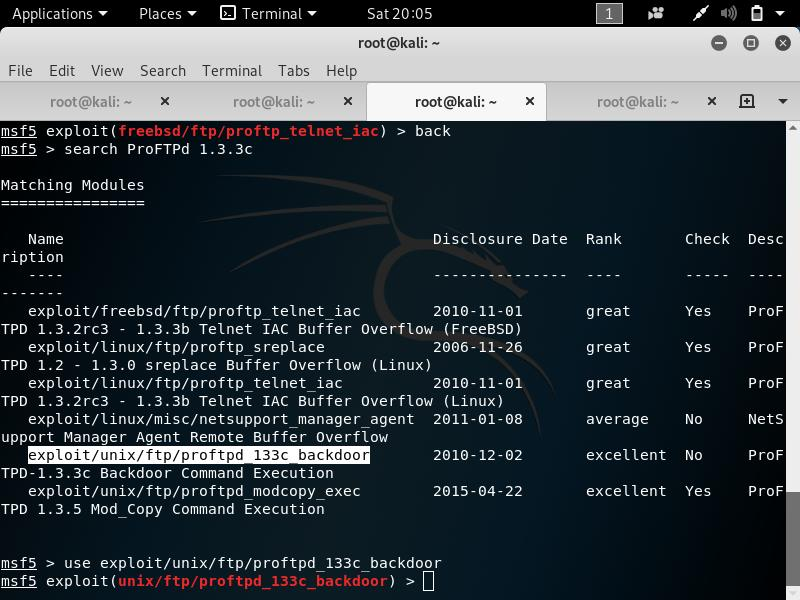 Applications Places Terminal Sat 20:05 1
root@kali: ~
File Edit View Search Terminal Tabs Help
root@kali: ~ × root@kali: ~ × root@kali: ~ × root@kali: ~ ×
msf5 exploit(freebsd/ftp/proftp_telnet_iac) > back
msf5 > search ProFTPd 1.3.3c
Matching Modules
================
Name Disclosure Date Rank Check Desc
ription
---- --------------- ---- ----- ----
-------
exploit/freebsd/ftp/proftp_telnet_iac 2010-11-01 great Yes ProF
TPD 1.3.2rc3 - 1.3.3b Telnet IAC Buffer Overflow (FreeBSD)
exploit/linux/ftp/proftp_sreplace 2006-11-26 great Yes ProF
TPD 1.2 - 1.3.0 sreplace Buffer Overflow (Linux)
exploit/linux/ftp/proftp_telnet_iac 2010-11-01 great Yes ProF
TPD 1.3.2rc3 - 1.3.3b Telnet IAC Buffer Overflow (Linux)
exploit/linux/misc/netsupport_manager_agent 2011-01-08 average No NetS
upport Manager Agent Remote Buffer Overflow
exploit/unix/ftp/proftpd_133c_backdoor 2010-12-02 excellent No ProF
TPD-1.3.3c Backdoor Command Execution
exploit/unix/ftp/proftpd_modcopy_exec 2015-04-22 excellent Yes ProF
TPD 1.3.5 Mod_Copy Command Execution
msf5 > use exploit/unix/ftp/proftpd_133c_backdoor
msf5 exploit(unix/ftp/proftpd_133c_backdoor) >